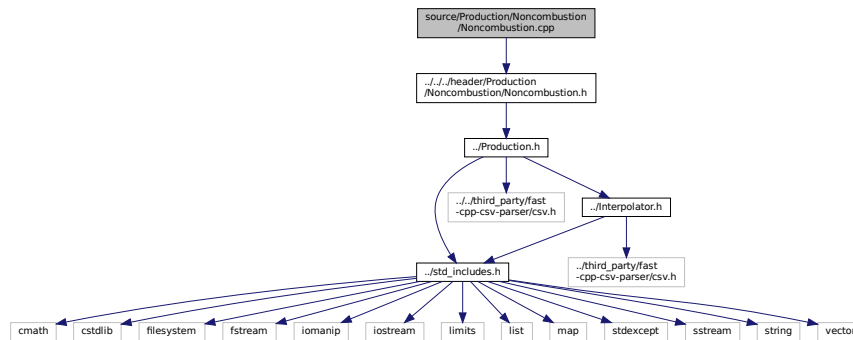 source/Production/Noncombustion
/Noncombustion.cpp
../../../header/Production
/Noncombustion/Noncombustion.h
../Production.h
../../third_party/fast
-cpp-csv-parser/csv.h
../Interpolator.h
../std_includes.h
../third_party/fast
-cpp-csv-parser/csv.h
cmath
cstdlib
filesystem
fstream
iomanip
iostream
limits
list
map
stdexcept
sstream
string
vector